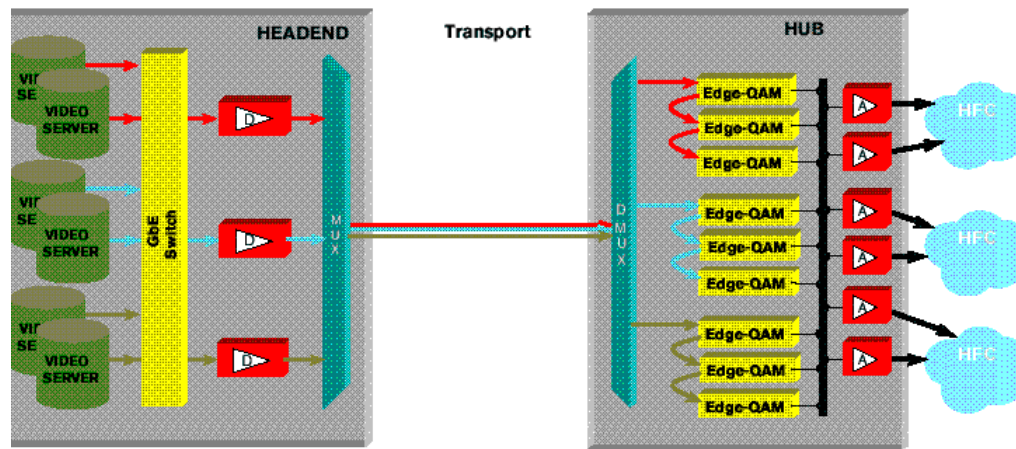 HEADEND
Transport
HUB
VIDEO
SERVER
VIDEO
SERVER
VIDEO
SERVER
GbE
Switch
D
D
D
MUX
DMUX
Edge-QAM
Edge-QAM
Edge-QAM
Edge-QAM
Edge-QAM
Edge-QAM
Edge-QAM
Edge-QAM
Edge-QAM
A
A
A
A
A
A
HFC
HFC
HFC